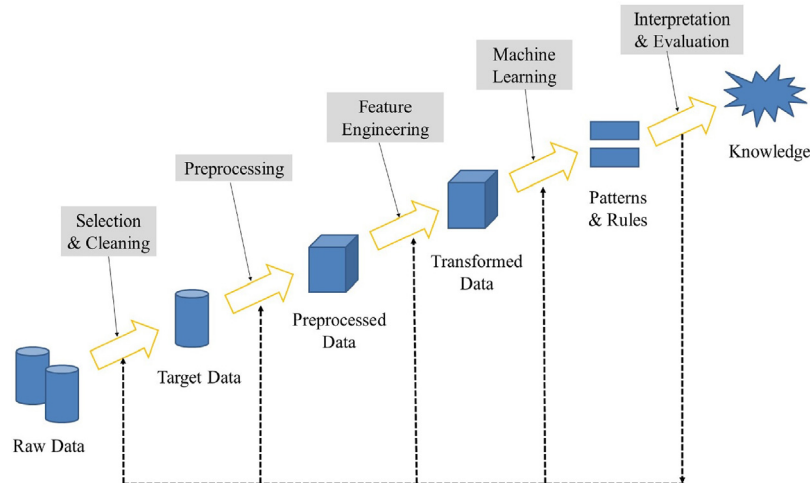 Interpretation
& Evaluation
Machine
Learning
Feature
Engineering
Preprocessing
Selection
& Cleaning
Knowledge
Patterns
& Rules
Transformed
Data
Preprocessed
Data
Target Data
Raw Data